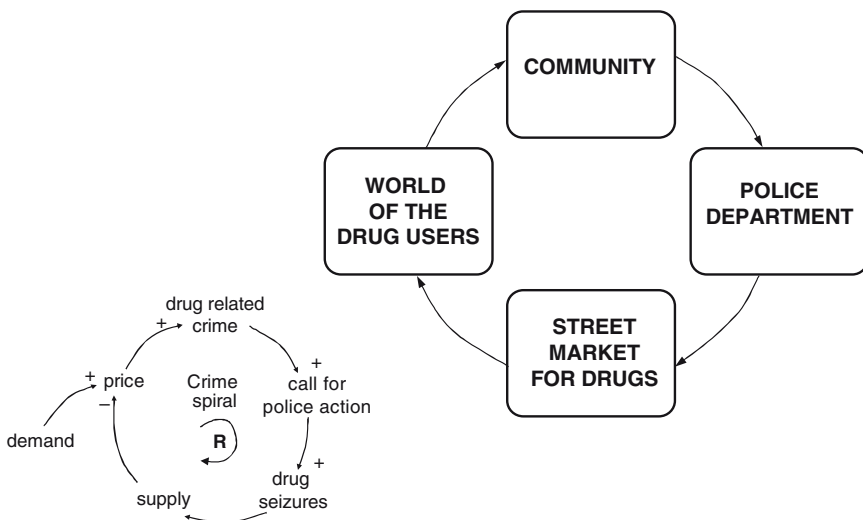 COMMUNITY
WORLD
OF THE
DRUG USERS
POLICE
DEPARTMENT
STREET
MARKET
FOR DRUGS
drug related
crime
+
+
price
Crime
spiral
+
call for
police action
–
R
demand
+
drug
seizures
supply